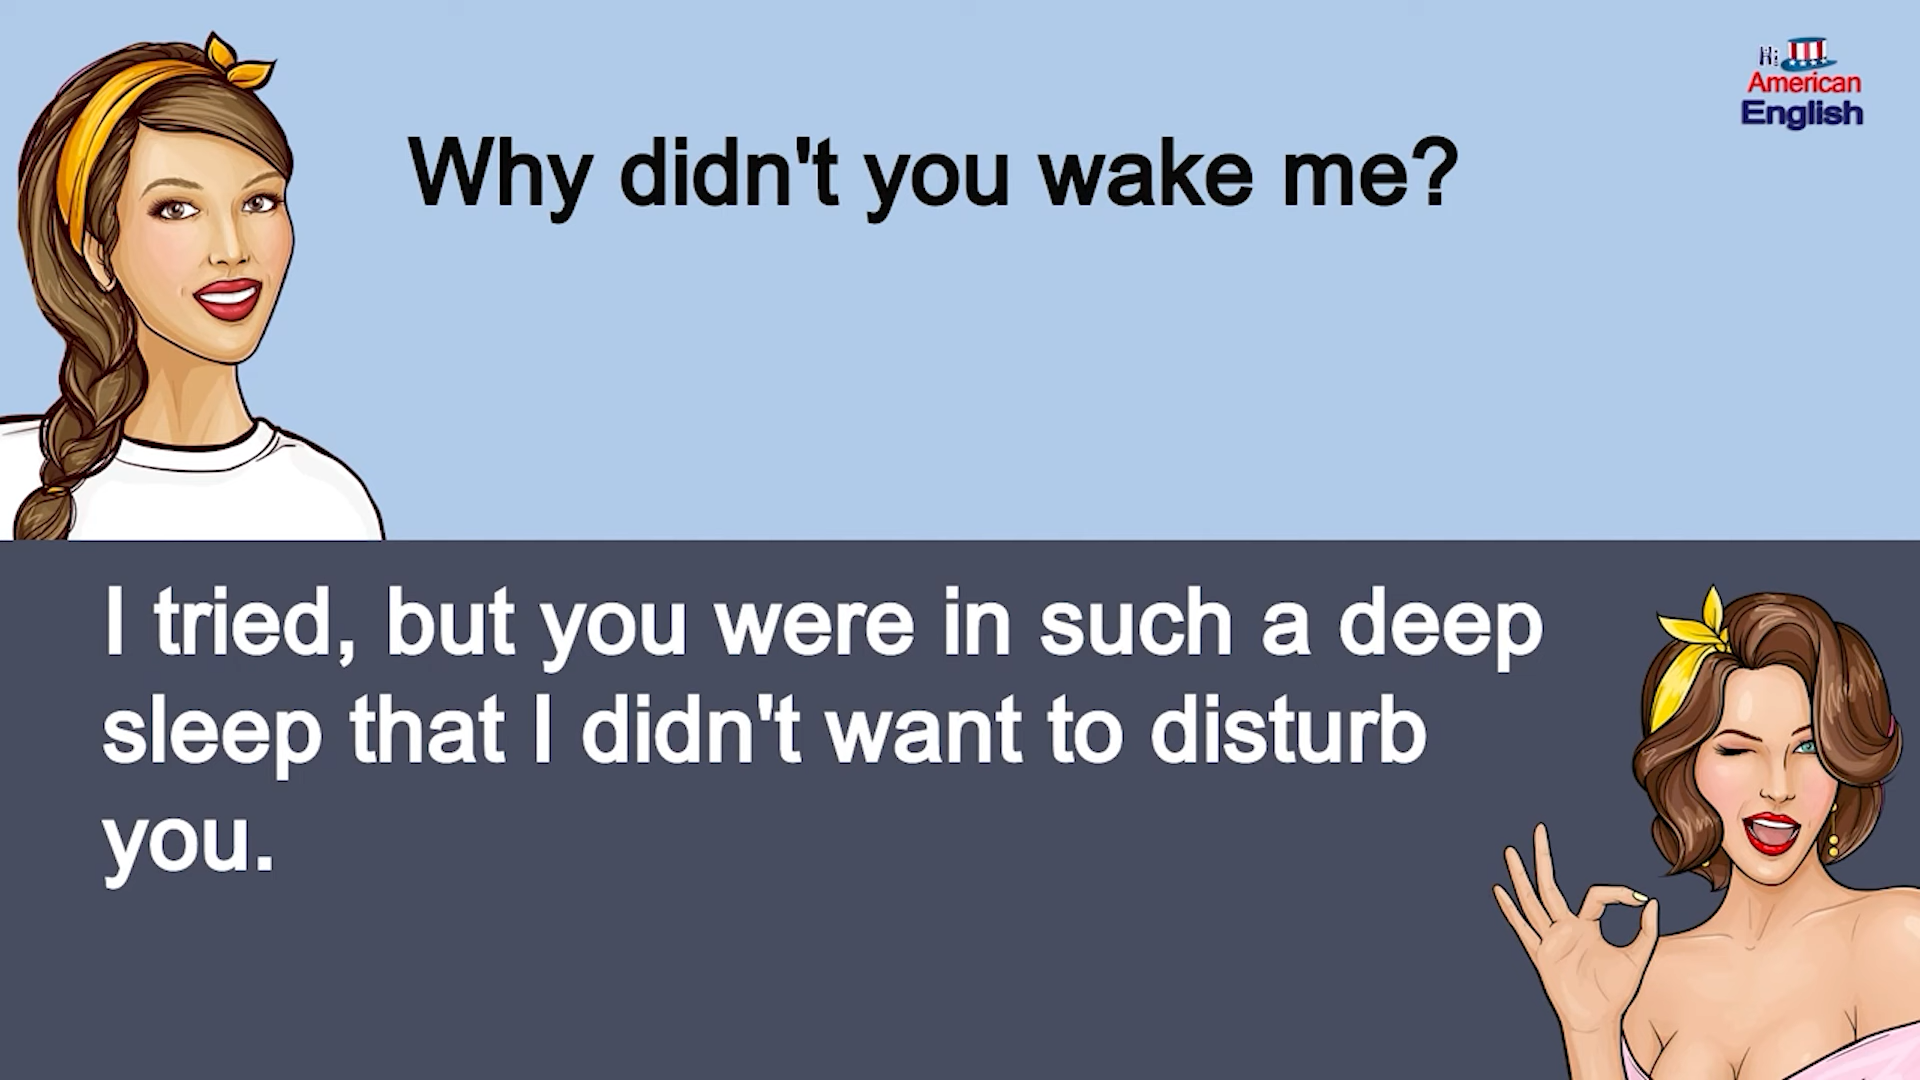 Hi
American
English
Why didn't you wake me?
I tried, but you were in such a deep
sleep that I didn't want to disturb
you.